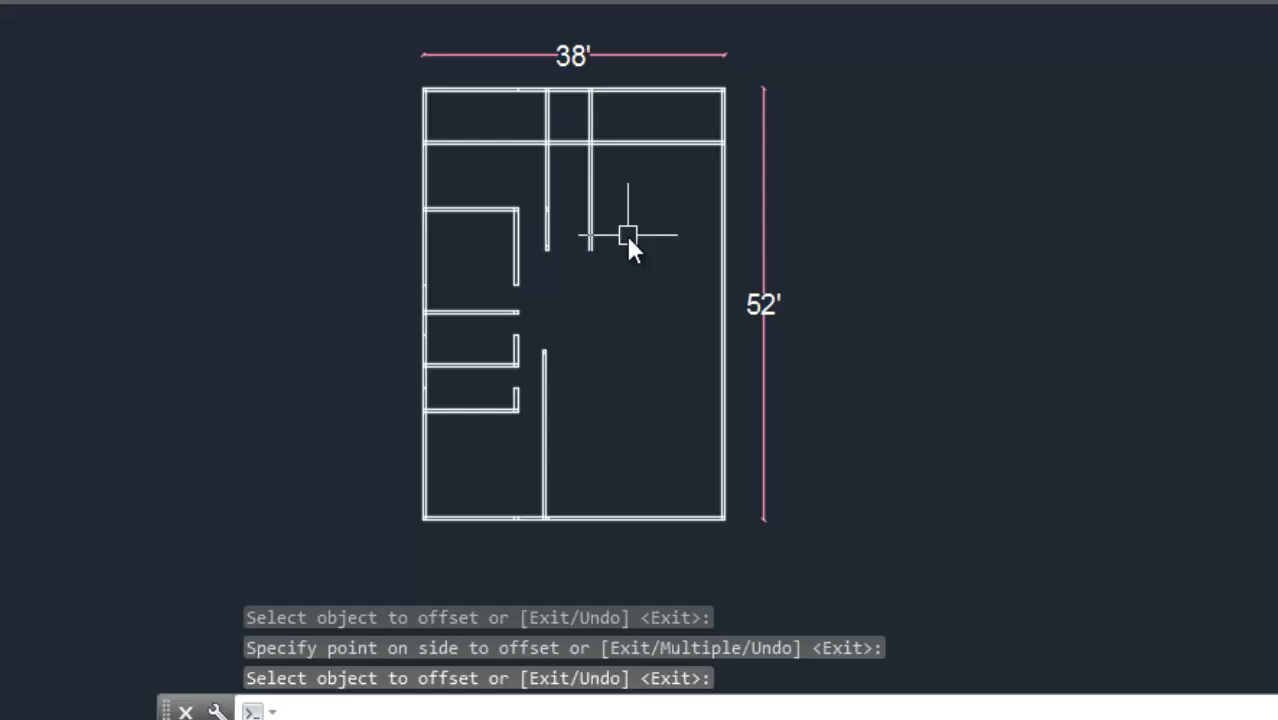 38'
52'
Select object to offset or [Exit/Undo] <Exit>:
Specify point on side to offset or [Exit/Multiple/Undo] <Exit>:
Select object to offset or [Exit/Undo] <Exit>: